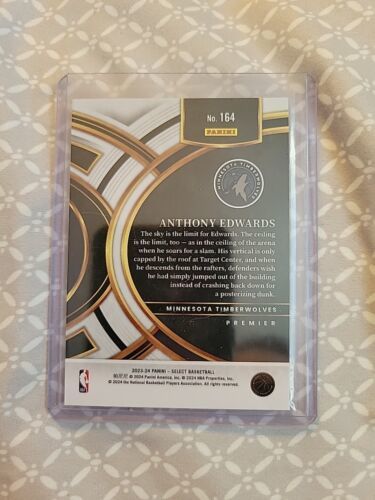 No. 164
PANINI
MINNESOTA TIMBERWOLVES
ANTHONY EDWARDS
The sky is the limit for Edwards. The ceiling
is the limit, too — as in the ceiling of the arena
when he soars for a slam. His vertical is only
capped by the roof at Target Center, and when
he descends from the rafters, defenders wish
he had simply jumped out of the building
instead of crashing back down for
a posterizing dunk.
MINNESOTA TIMBERWOLVES
PREMIER
2023-24 PANINI – SELECT BASKETBALL
© 2024 Panini America, Inc. © 2024 NBA Properties, Inc.
© 2024 the National Basketball Players Association. All rights reserved.
NBA